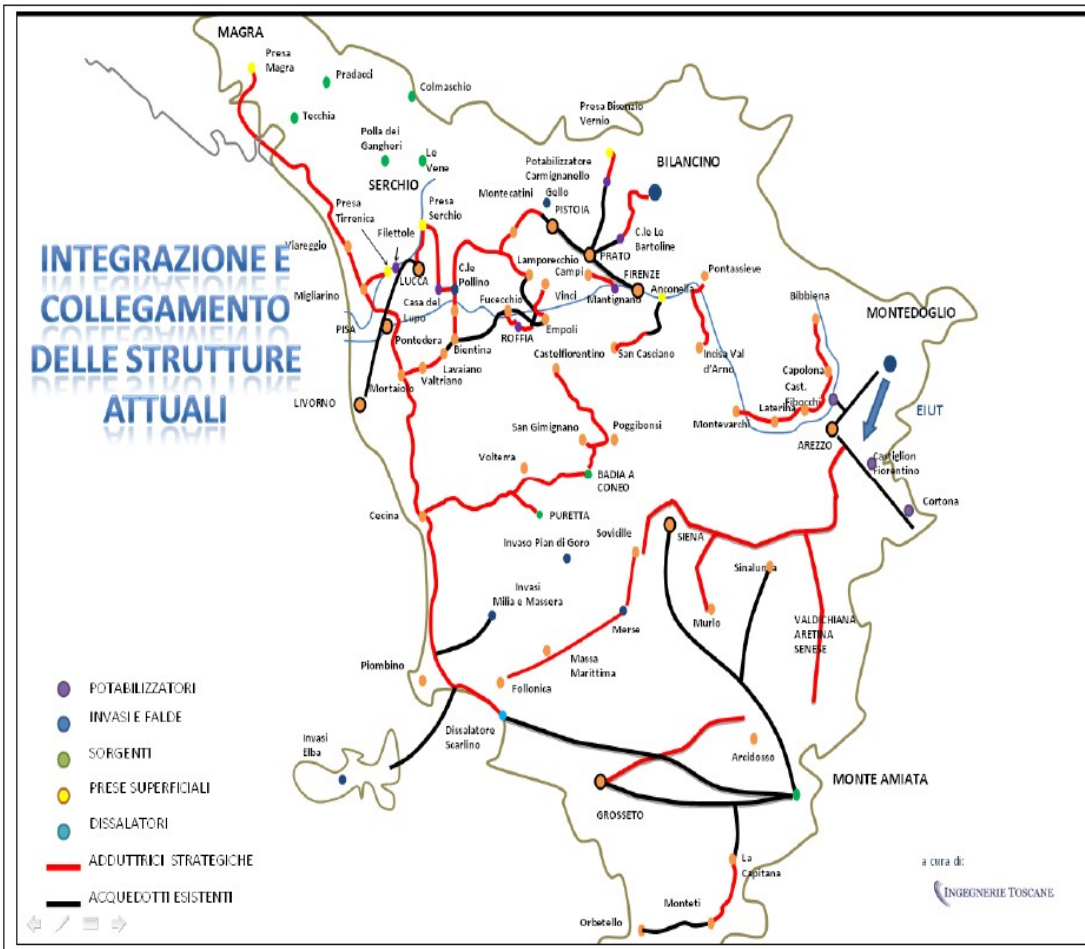 MAGRA
Presa
Magra
Pradacci
Colmaschio
Tecchia
Presa Bisenzio
Vernio
Polla dei
Gangheri
Le
Vene
Potabilizzatore
Carmignanello
BILANCINO
SERCHIO
Montecatini
Gello
PISTOIA
Presa
Tirrenica
Presa
Serchio
Filettole
C.le Le
Bartoline
PRATO
Viareggio
LUCCA
C.le
Pollino
Lamporecchio
Campi
FIRENZE
Pontassieve
INTEGRAZIONE E
COLLEGAMENTO
DELLE STRUTTURE
ATTUALI
Migliarino
Casa del
Lupo
Fucecchio
Vinci
Mantignano
Anconella
Bibbiena
MONTEDOGLIO
PISA
Pontedera
ROFFIA
Empoli
Bientina
Castelfiorentino
San Casciano
Incisa Val
d'Arno
Lavaiano
Valtriano
Mortaiolo
LIVORNO
Capolona
Cast.
Fibocchi
Laterina
Montevarchi
EIUT
AREZZO
San Gimignano
Poggibonsi
Volterra
BADIA A
CONEO
Castiglion
Fiorentino
Cortona
PURETTA
Cecina
Sovicille
SIENA
Invaso Pian di Goro
Sinalunga
Invasi
Milia e Massera
Merse
Murlo
VALDICHIANA
ARETINA
SENESE
Massa
Marittima
Piombino
Follonica
POTABILIZZATORI
INVASI E FALDE
SORGENTI
PRESE SUPERFICIALI
DISSALATORI
ADDUTTRICI STRATEGICHE
ACQUEDOTTI ESISTENTI
Invasi
Elba
Dissalatore
Scarlino
Arcidosso
MONTE AMIATA
GROSSETO
La
Capitana
Monteti
Orbetello
a cura di:
INGEGNERIE TOSCANE